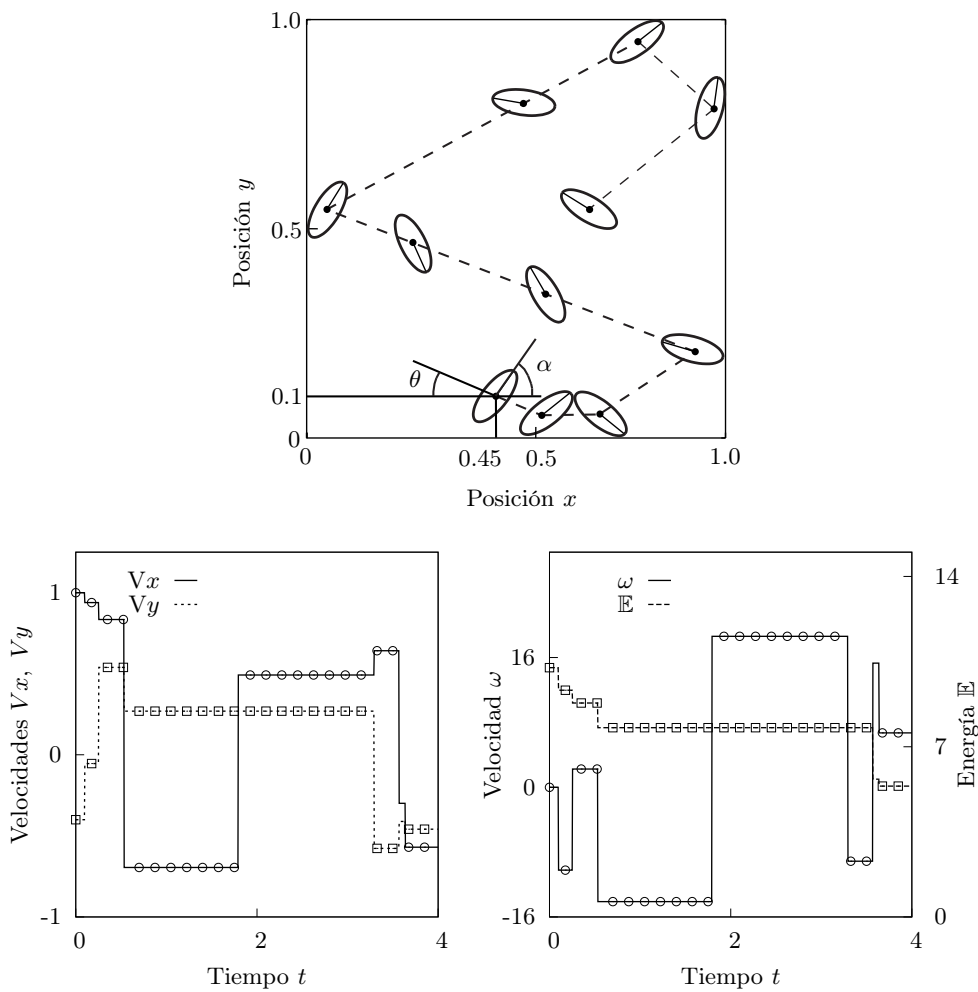 1.0
Posición y
0.5
θ
α
0.1
0
0
0.45
0.5
1.0
Posición x
Velocidades Vx, Vy
1
0
-1
Vx
Vy
0
2
4
Tiempo t
Velocidad ω
16
0
-16
ω
𝔼
14
7
0
Energía 𝔼
0
2
4
Tiempo t